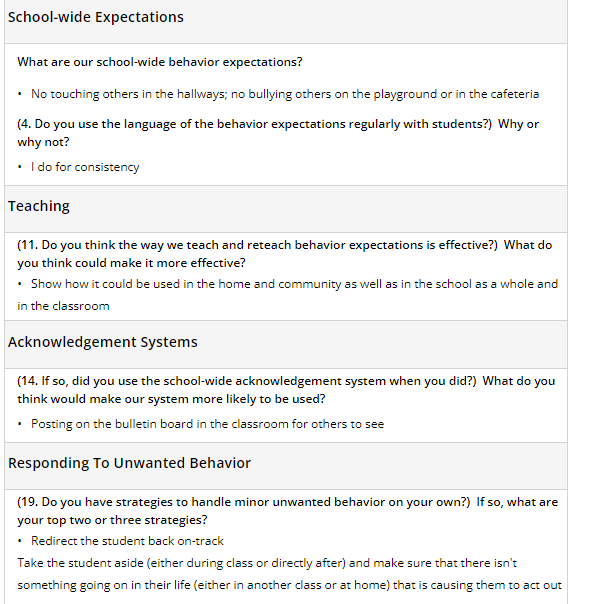 School-wide Expectations
What are our school-wide behavior expectations?
• No touching others in the hallways; no bullying others on the playground or in the cafeteria
(4. Do you use the language of the behavior expectations regularly with students?) Why or
why not?
• I do for consistency
Teaching
(11. Do you think the way we teach and reteach behavior expectations is effective?) What do
you think could make it more effective?
• Show how it could be used in the home and community as well as in the school as a whole and
in the classroom
Acknowledgement Systems
(14. If so, did you use the school-wide acknowledgement system when you did?) What do you
think would make our system more likely to be used?
• Posting on the bulletin board in the classroom for others to see
Responding To Unwanted Behavior
(19. Do you have strategies to handle minor unwanted behavior on your own?) If so, what are
your top two or three strategies?
• Redirect the student back on-track
Take the student aside (either during class or directly after) and make sure that there isn't
something going on in their life (either in another class or at home) that is causing them to act out